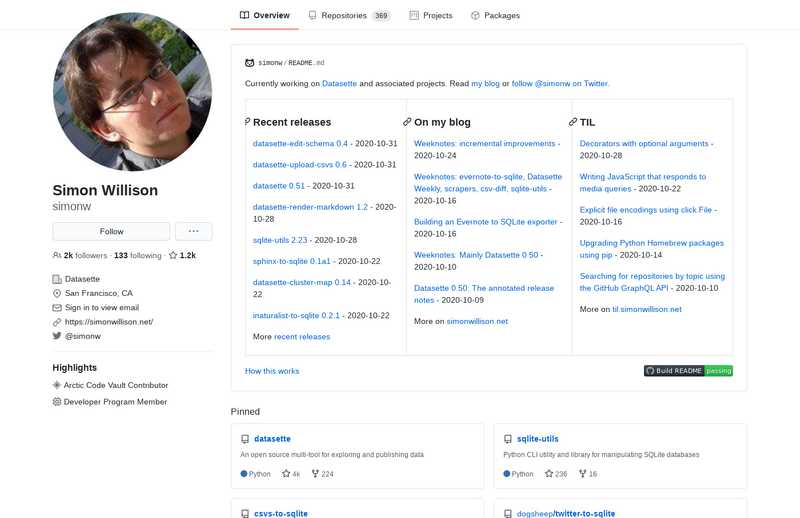 Overview
Repositories 369
Projects
Packages
Simon Willison
simonw
Follow
2k followers · 133 following · 1.2k
Datasette
San Francisco, CA
Sign in to view email
https://simonwillison.net/
@simonw
Highlights
Arctic Code Vault Contributor
Developer Program Member
simonw/README.md
Currently working on Datasette and associated projects. Read my blog or follow @simonw on Twitter.
Recent releases
datasette-edit-schema 0.4 - 2020-10-31
datasette-upload-csvs 0.6 - 2020-10-31
datasette 0.51 - 2020-10-31
datasette-render-markdown 1.2 - 2020-
10-28
sqlite-utils 2.23 - 2020-10-28
sphinx-to-sqlite 0.1a1 - 2020-10-22
datasette-cluster-map 0.14 - 2020-10-
22
inaturalist-to-sqlite 0.2.1 - 2020-10-22
More recent releases
On my blog
Weeknotes: incremental improvements -
2020-10-24
Weeknotes: evernote-to-sqlite, Datasette
Weekly, scrapers, csv-diff, sqlite-utils -
2020-10-16
Building an Evernote to SQLite exporter -
2020-10-16
Weeknotes: Mainly Datasette 0.50 -
2020-10-10
Datasette 0.50: The annotated release
notes - 2020-10-09
More on simonwillison.net
TIL
Decorators with optional arguments -
2020-10-28
Writing JavaScript that responds to
media queries - 2020-10-22
Explicit file encodings using click.File -
2020-10-16
Upgrading Python Homebrew packages
using pip - 2020-10-14
Searching for repositories by topic using
the GitHub GraphQL API - 2020-10-10
More on til.simonwillison.net
How this works
Build README passing
Pinned
datasette
An open source multi-tool for exploring and publishing data
Python 4k 224
sqlite-utils
Python CLI utility and library for manipulating SQLite databases
Python 236 16
csvs-to-sqlite
dogsheep/twitter-to-sqlite